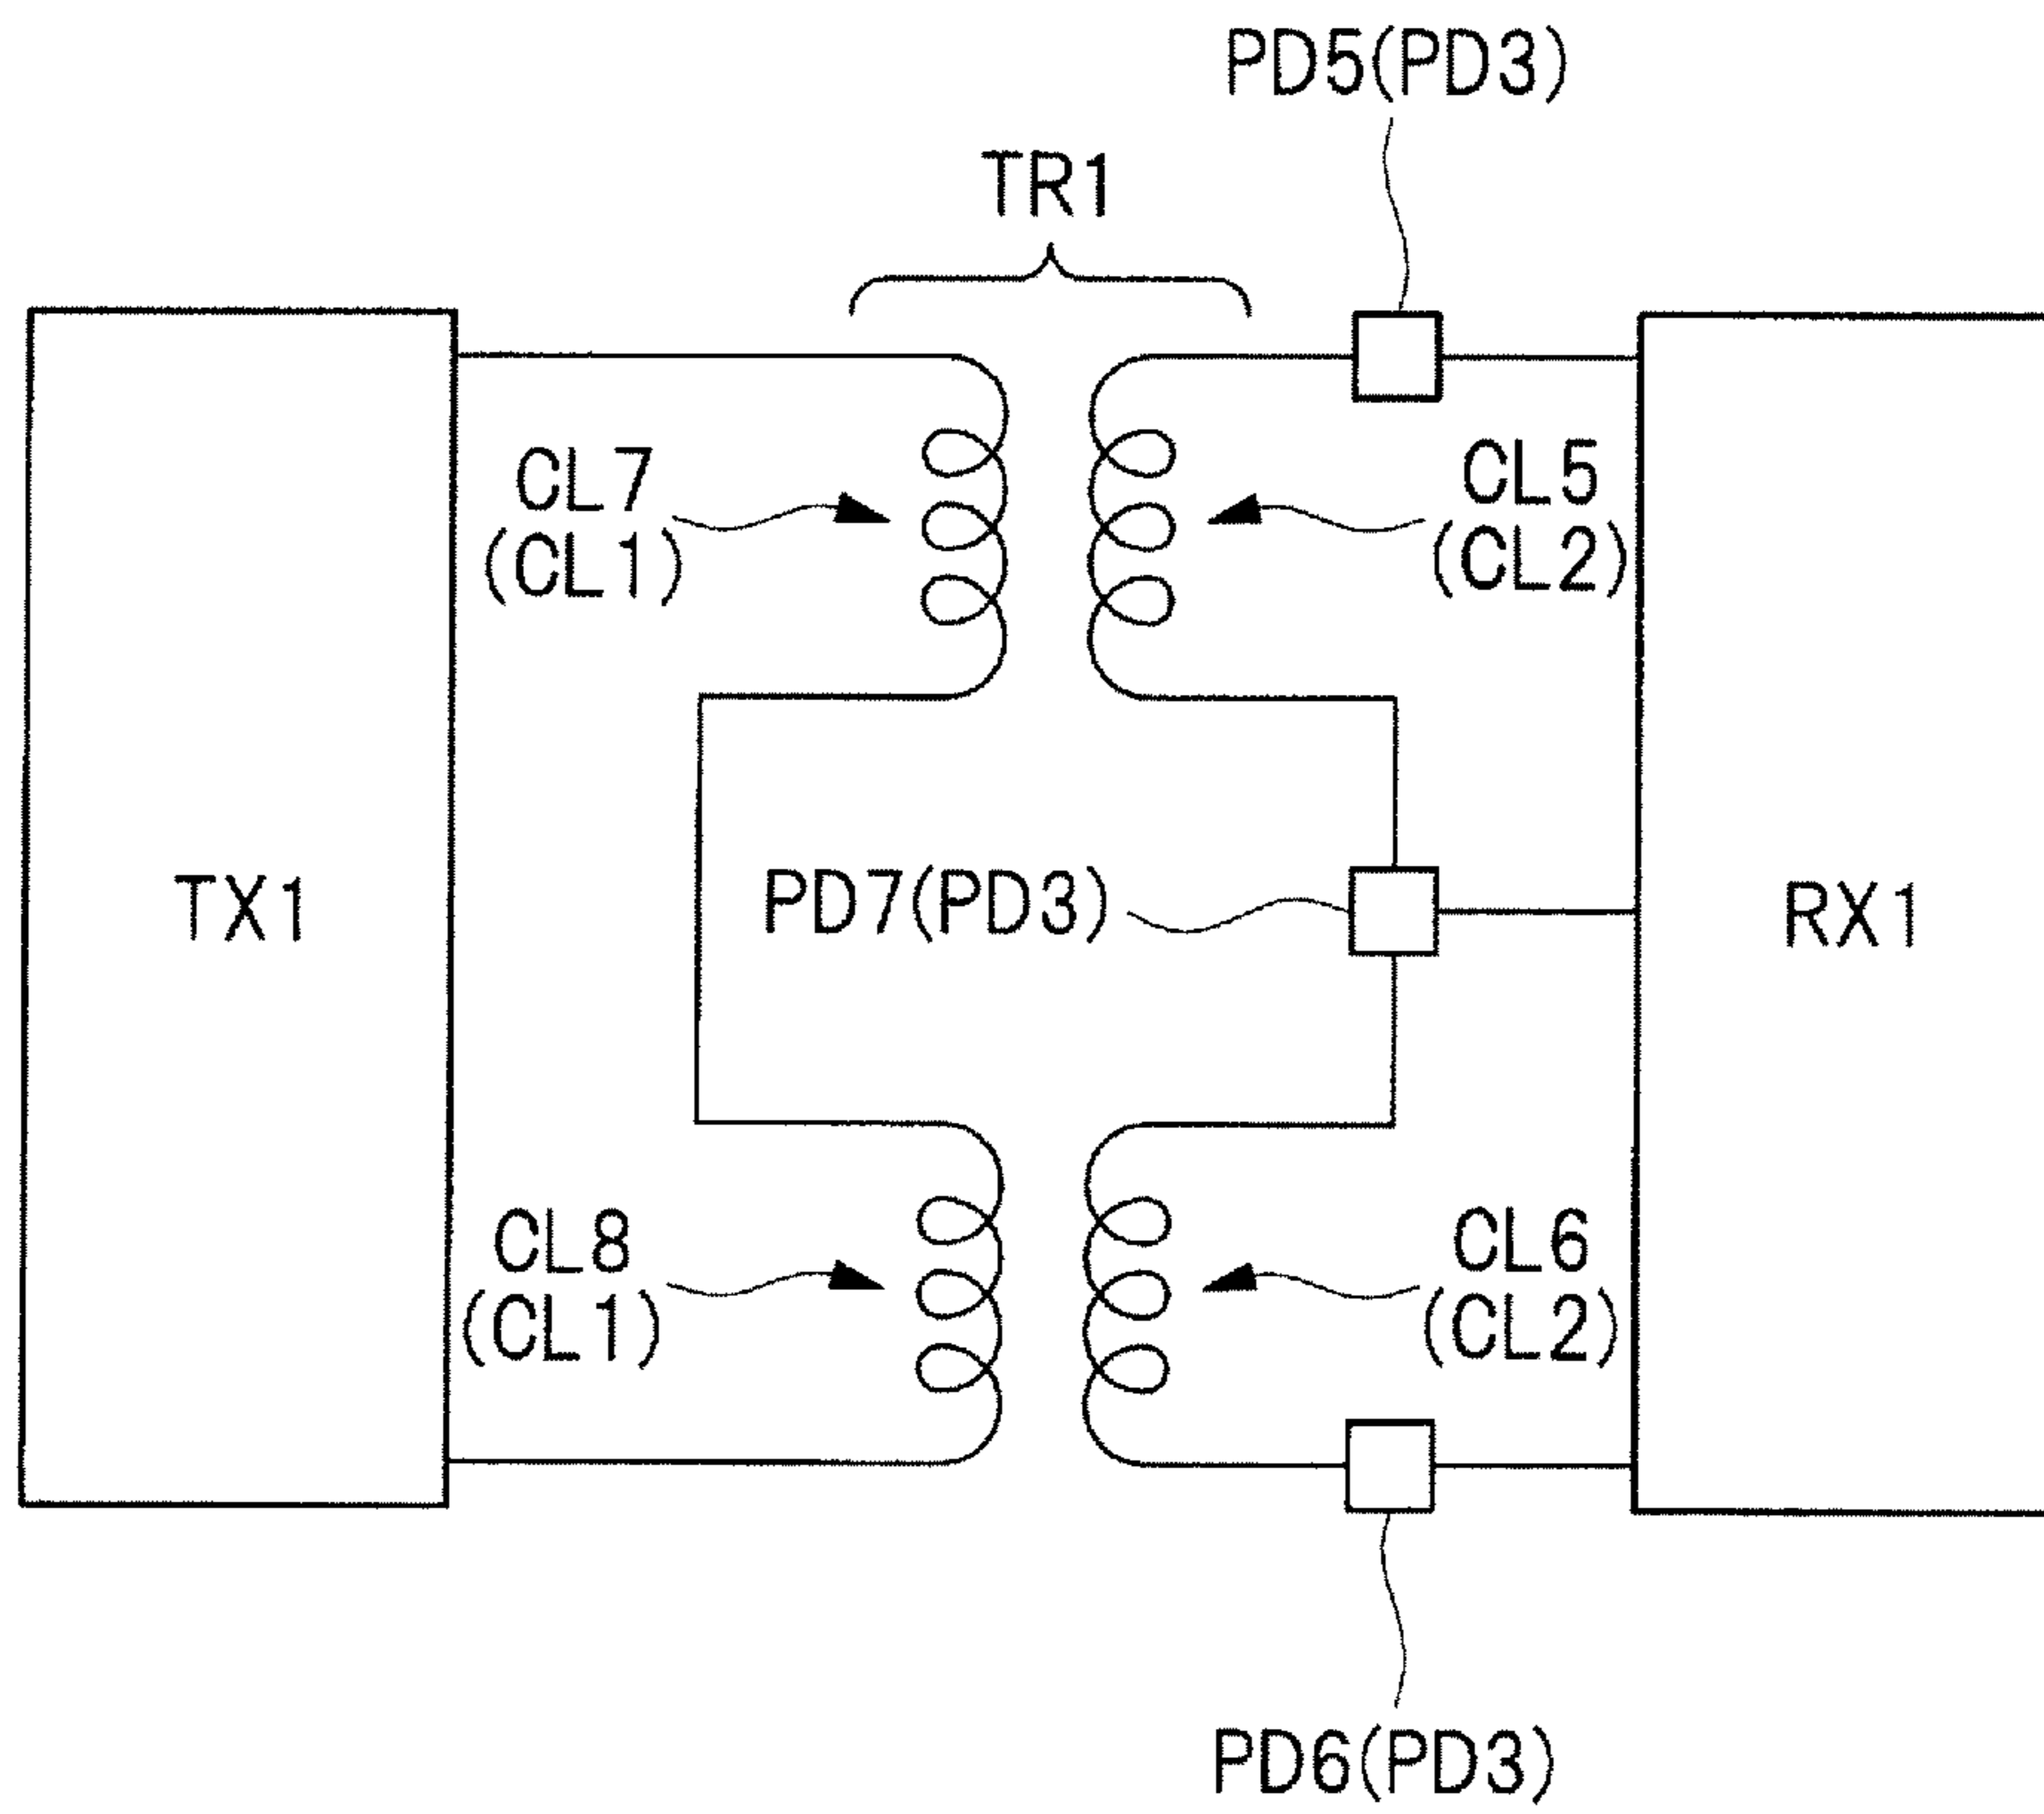 PD5(PD3)
TR1
CL7
(CL1)
CL5
(CL2)
TX1
PD7(PD3)
RX1
CL8
(CL1)
CL6
(CL2)
PD6(PD3)